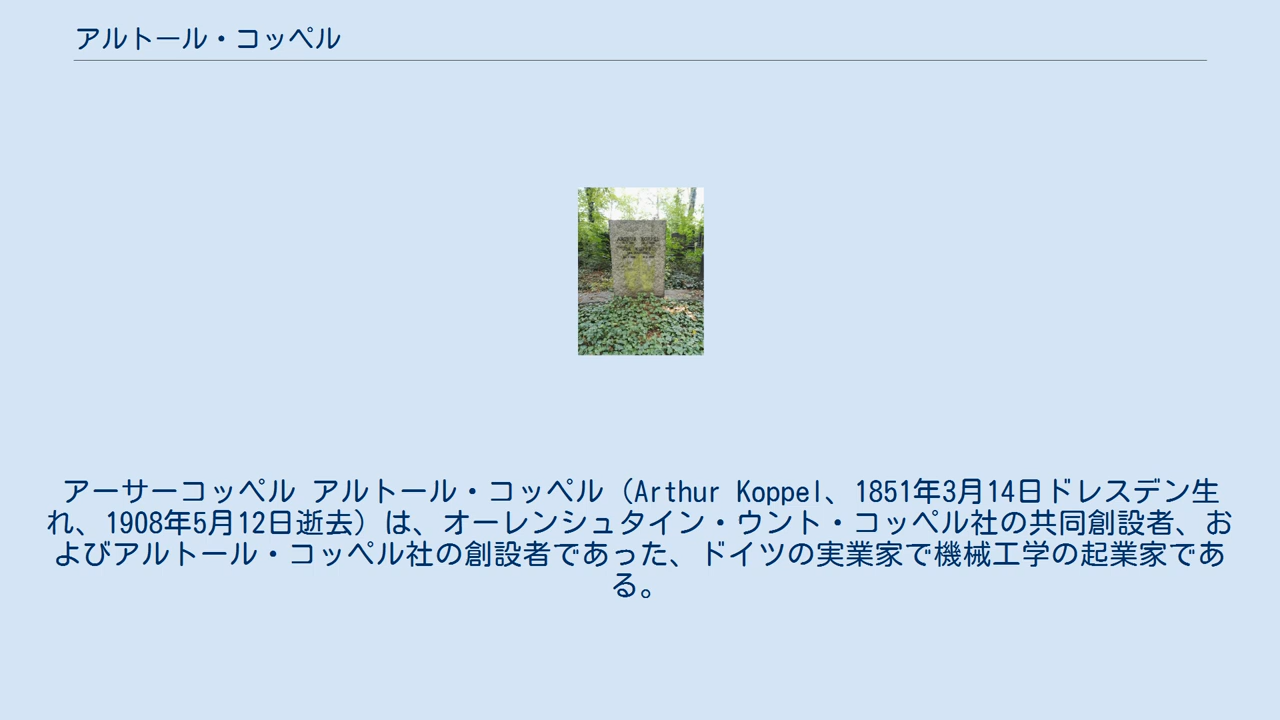 アルトール・コッペル
アーサーコッペル アルトール・コッペル（Arthur Koppel、1851年3月14日ドレスデン生
れ、1908年5月12日逝去）は、オーレンシュタイン・ウント・コッペル社の共同創設者、お
よびアルトール・コッペル社の創設者であった、ドイツの実業家で機械工学の起業家であ
る。